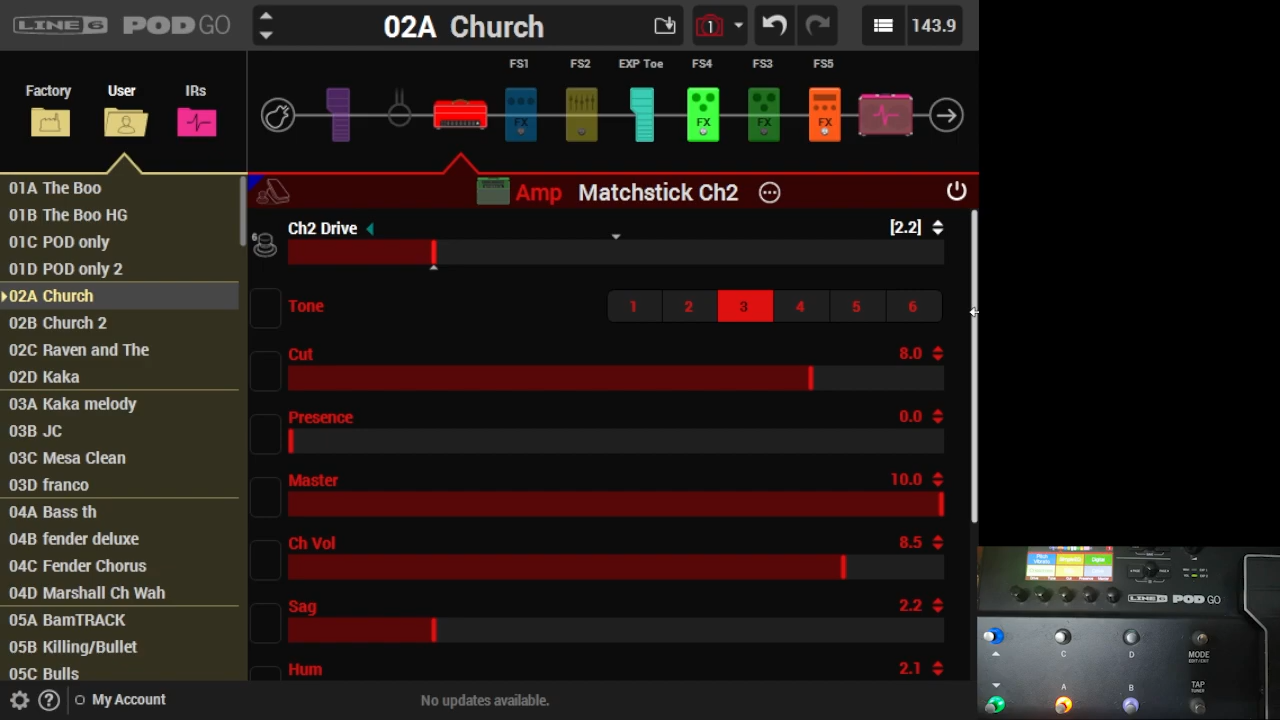 LINE 6 POD GO
02A Church
1
143.9
Factory
User
IRs
FS1
FS2
EXP Toe
FS4
FS3
FS5
FX
FX
FX
FX
01A The Boo
01B The Boo HG
01C POD only
01D POD only 2
02A Church
02B Church 2
02C Raven and The
02D Kaka
03A Kaka melody
03B JC
03C Mesa Clean
03D franco
04A Bass th
04B fender deluxe
04C Fender Chorus
04D Marshall Ch Wah
05A BamTRACK
05B Killing/Bullet
05C Bulls
Amp Matchstick Ch2
6
Ch2 Drive [2.2]
Tone 1 2 3 4 5 6
Cut 8.0
Presence 0.0
Master 10.0
Ch Vol 8.5
Sag 2.2
Hum 2.1
My Account
No updates available.
Digital
LINE 6 POD GO
C
D
MODE
A
B
TAP